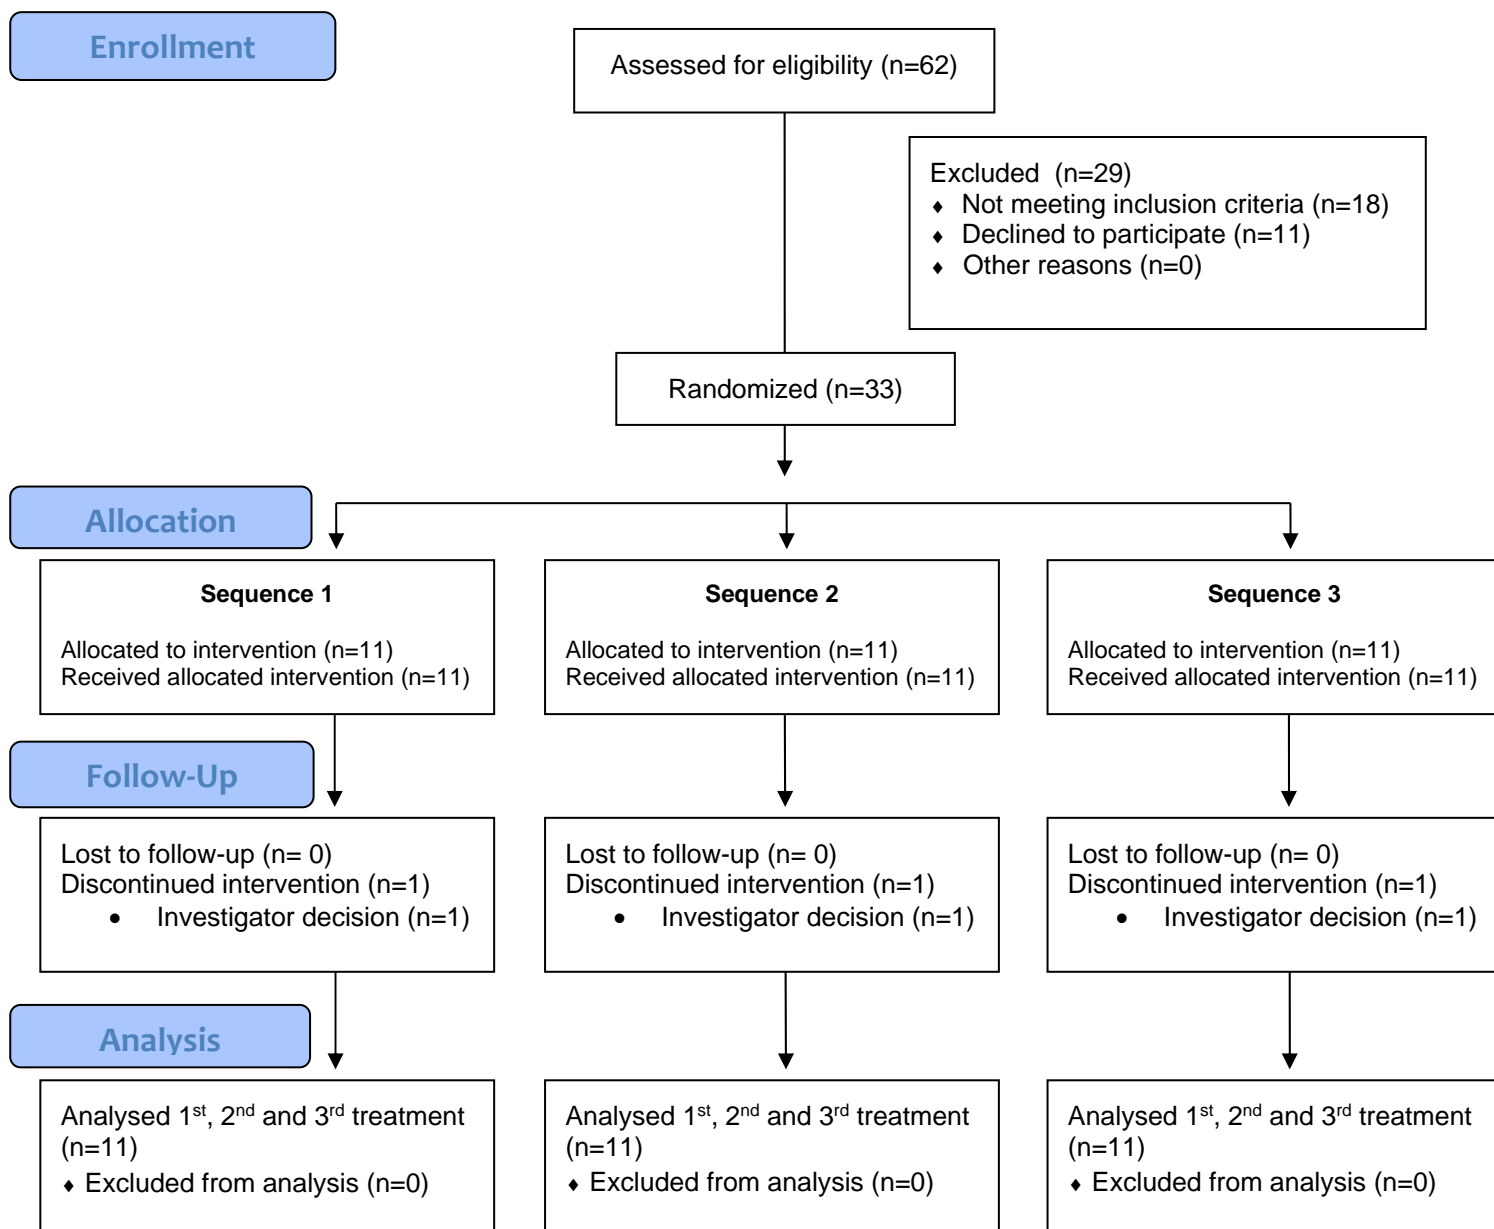 Enrollment
Assessed for eligibility (n=62)
Excluded  (n=29)
♦ Not meeting inclusion criteria (n=18)
♦ Declined to participate (n=11)
♦ Other reasons (n=0)
Randomized (n=33)
Allocation
Sequence 1
Allocated to intervention (n=11)
Received allocated intervention (n=11)
Sequence 2
Allocated to intervention (n=11)
Received allocated intervention (n=11)
Sequence 3
Allocated to intervention (n=11)
Received allocated intervention (n=11)
Follow-Up
Lost to follow-up (n= 0)
Discontinued intervention (n=1)
• Investigator decision (n=1)
Lost to follow-up (n= 0)
Discontinued intervention (n=1)
• Investigator decision (n=1)
Lost to follow-up (n= 0)
Discontinued intervention (n=1)
• Investigator decision (n=1)
Analysis
Analysed 1st, 2nd and 3rd treatment
(n=11)
♦ Excluded from analysis (n=0)
Analysed 1st, 2nd and 3rd treatment
(n=11)
♦ Excluded from analysis (n=0)
Analysed 1st, 2nd and 3rd treatment
(n=11)
♦ Excluded from analysis (n=0)